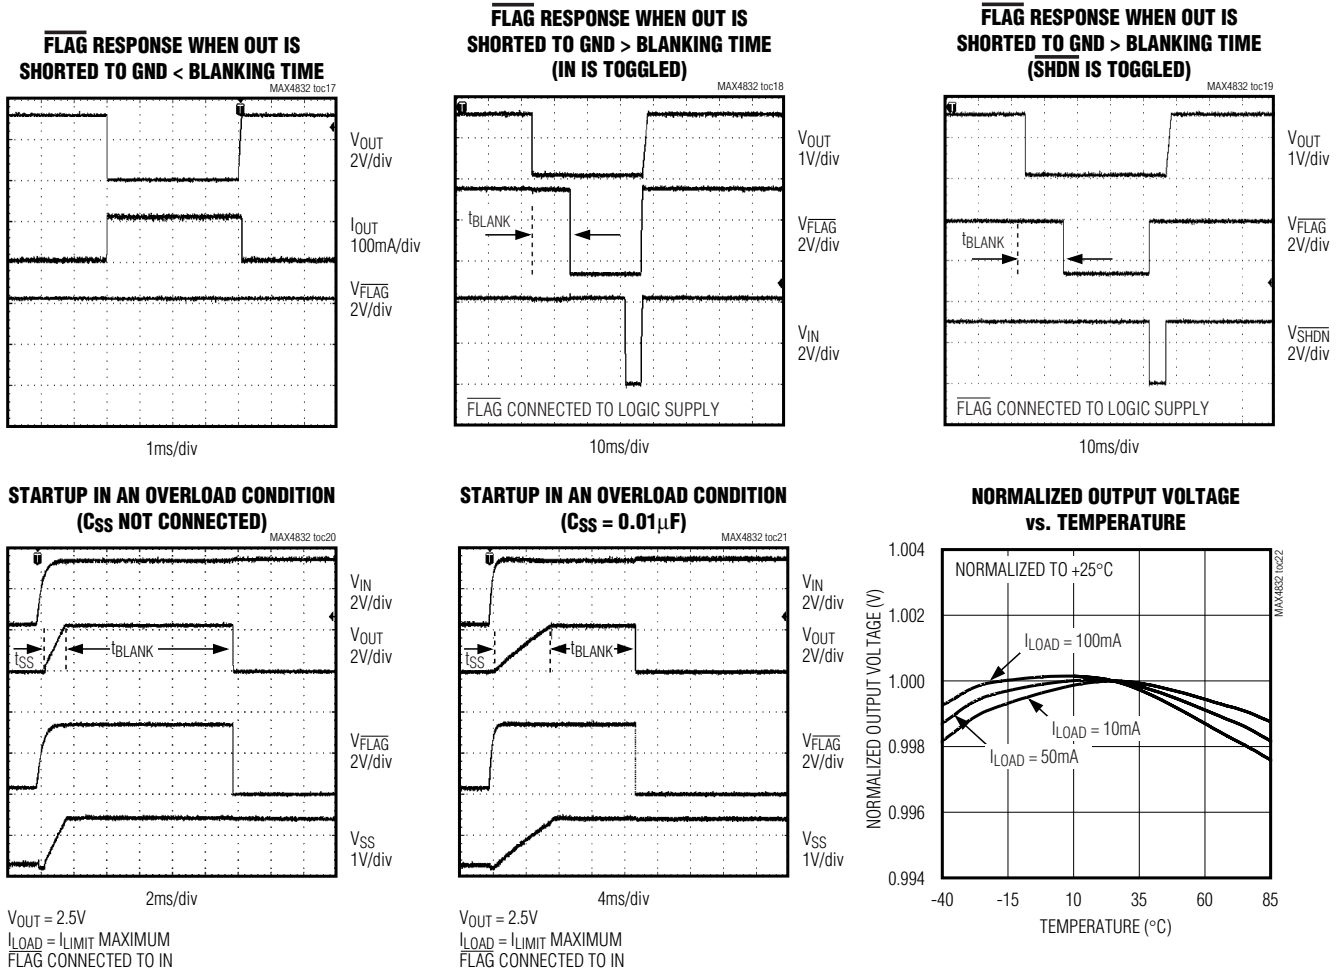 FLAG RESPONSE WHEN OUT IS
SHORTED TO GND < BLANKING TIME
MAX4832 toc17
T
VOUT
2V/div
IOUT
100mA/div
VFLAG
2V/div
1ms/div
FLAG RESPONSE WHEN OUT IS
SHORTED TO GND > BLANKING TIME
(IN IS TOGGLED)
MAX4832 toc18
T
VOUT
1V/div
tBLANK
VFLAG
2V/div
VIN
2V/div
FLAG CONNECTED TO LOGIC SUPPLY
10ms/div
FLAG RESPONSE WHEN OUT IS
SHORTED TO GND > BLANKING TIME
(SHDN IS TOGGLED)
MAX4832 toc19
T
VOUT
1V/div
tBLANK
VFLAG
2V/div
VSHDN
2V/div
FLAG CONNECTED TO LOGIC SUPPLY
10ms/div
STARTUP IN AN OVERLOAD CONDITION
(CSS NOT CONNECTED)
MAX4832 toc20
T
VIN
2V/div
VOUT
2V/div
tSS
tBLANK
VFLAG
2V/div
VSS
1V/div
2ms/div
VOUT = 2.5V
ILOAD = ILIMIT MAXIMUM
FLAG CONNECTED TO IN
STARTUP IN AN OVERLOAD CONDITION
(CSS = 0.01µF)
MAX4832 toc21
T
VIN
2V/div
VOUT
2V/div
tSS
tBLANK
VFLAG
2V/div
VSS
1V/div
4ms/div
VOUT = 2.5V
ILOAD = ILIMIT MAXIMUM
FLAG CONNECTED TO IN
NORMALIZED OUTPUT VOLTAGE
vs. TEMPERATURE
MAX4832 toc22
NORMALIZED TO +25°C
NORMALIZED OUTPUT VOLTAGE (V)
1.004
1.002
1.000
0.998
0.996
0.994
ILOAD = 100mA
ILOAD = 10mA
ILOAD = 50mA
-40 -15 10 35 60 85
TEMPERATURE (°C)